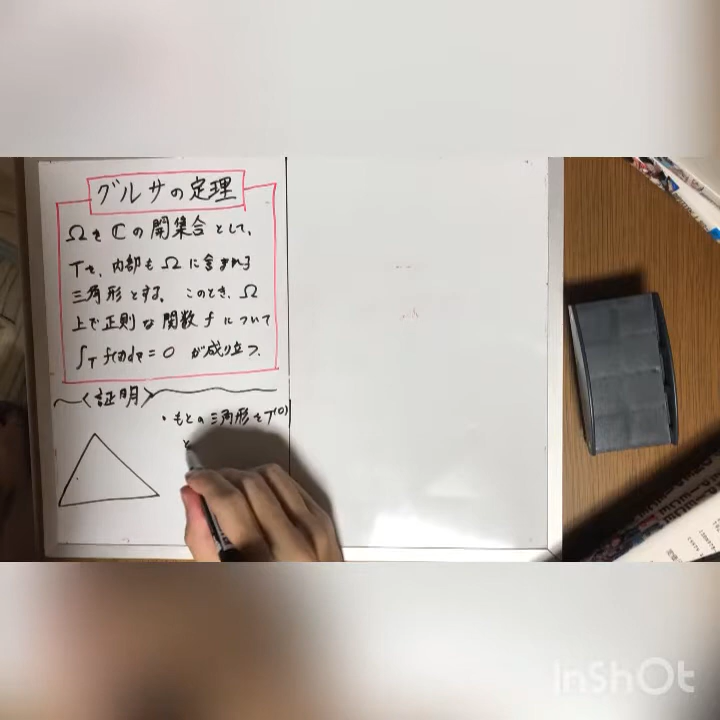 グルサの定理
Ωを ℂ の開集合として、
Tを、内部も Ω に含まれる
三角形とする。このとき、Ω
上で正則な関数 f について
∫_T f(z)dz = 0 が成り立つ.
〈証明〉
・もとの三角形を T^(0)
と
InShOt